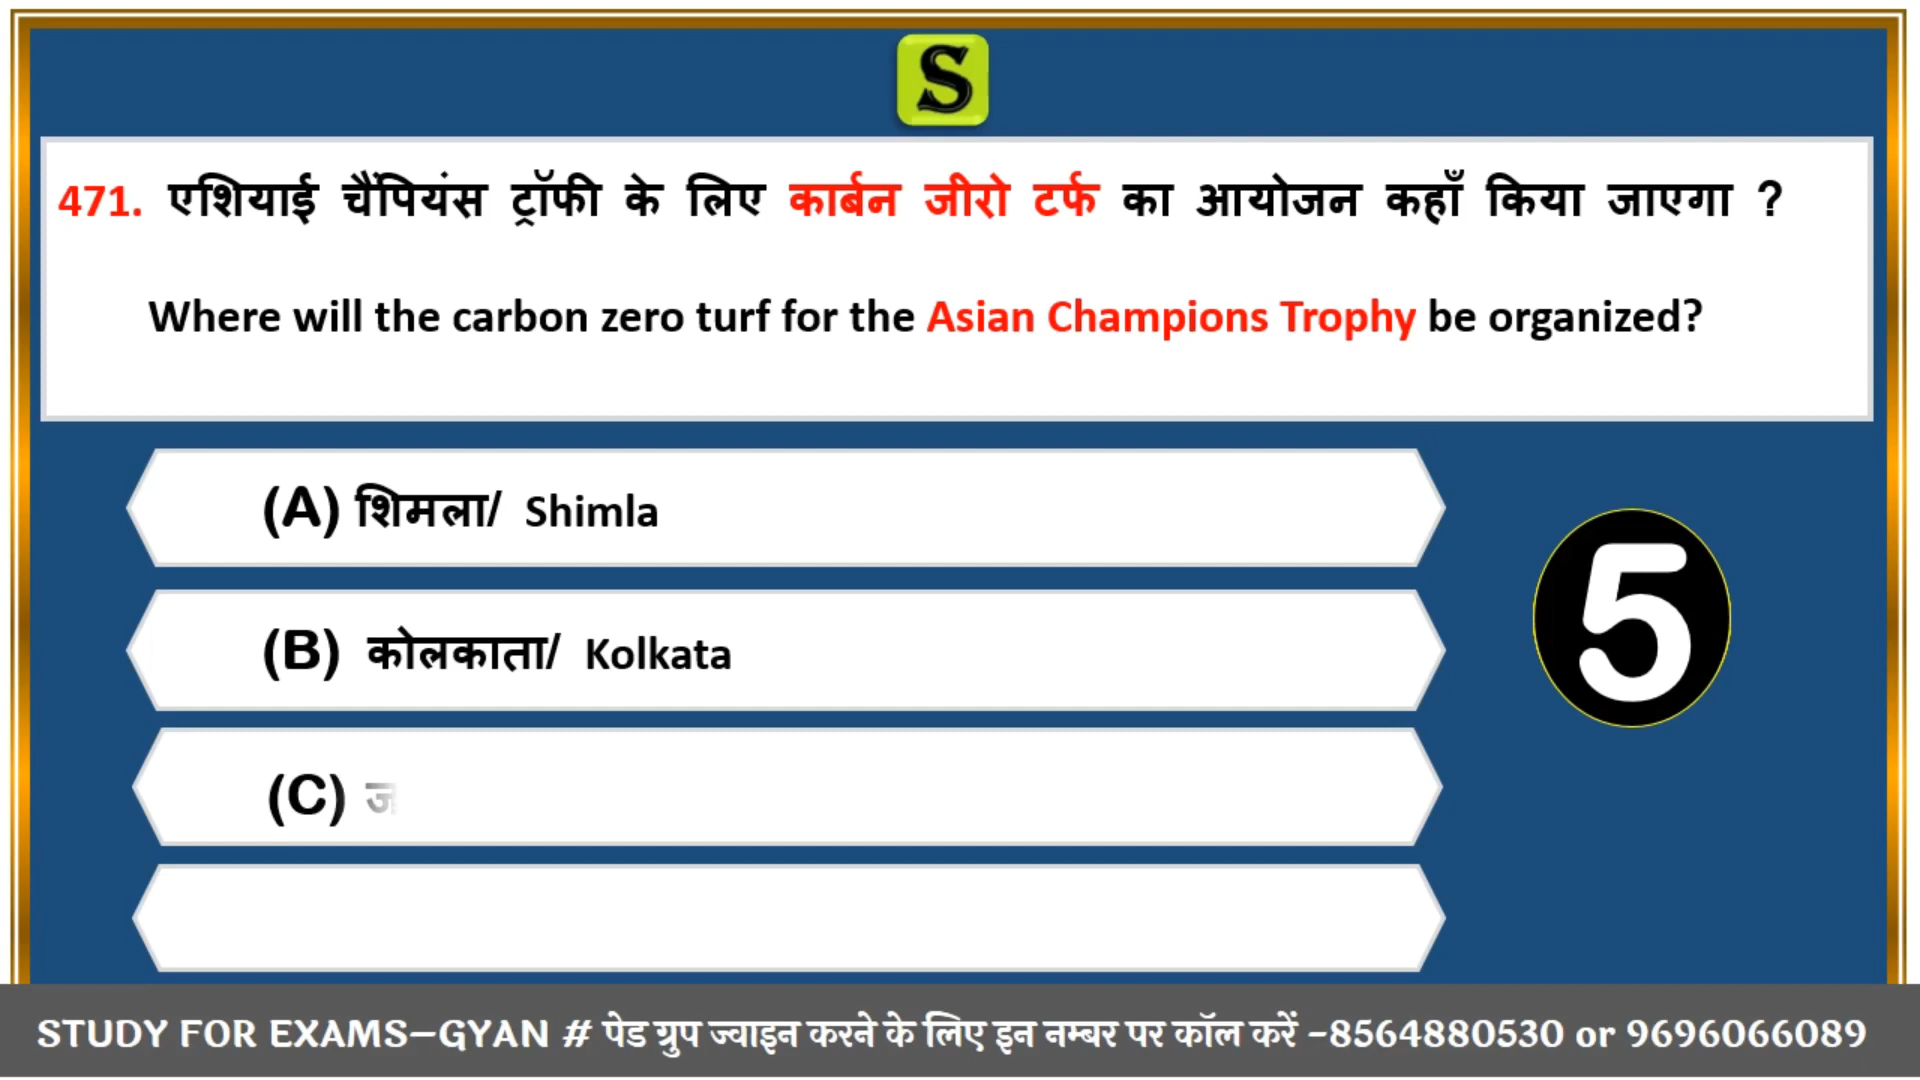 S
471. एशियाई चैंपियंस ट्रॉफी के लिए कार्बन जीरो टर्फ का आयोजन कहाँ किया जाएगा ?
Where will the carbon zero turf for the Asian Champions Trophy be organized?
(A) शिमला/ Shimla
(B) कोलकाता/ Kolkata
5
(C) ज
STUDY FOR EXAMS–GYAN # पेड ग्रुप ज्वाइन करने के लिए इन नम्बर पर कॉल करें –8564880530 or 9696066089